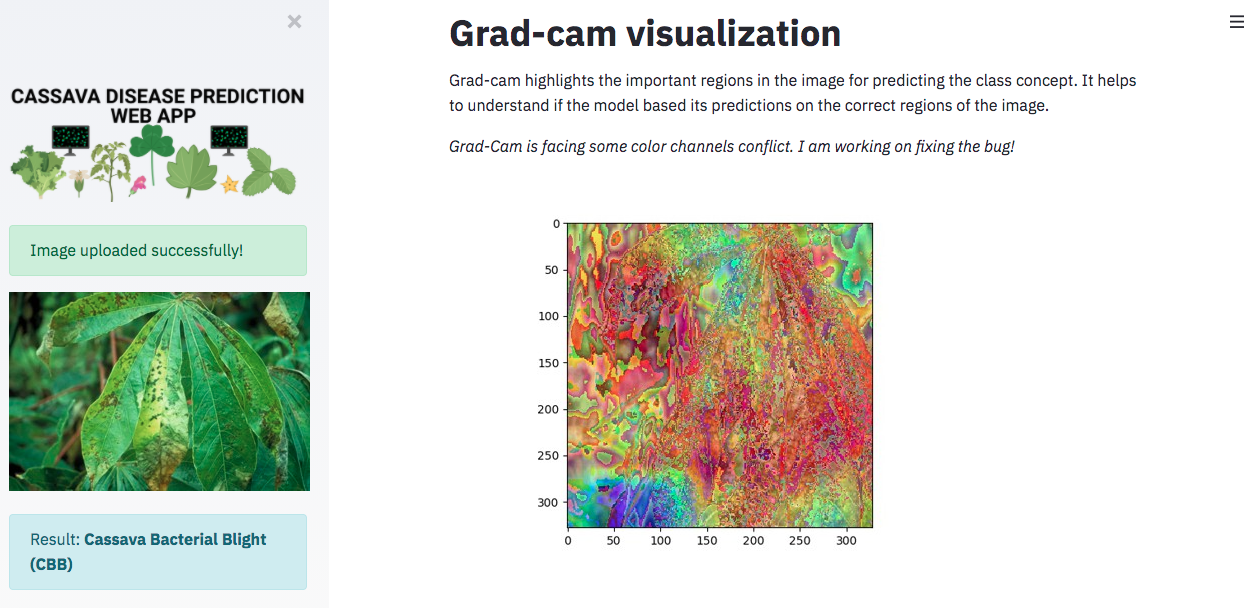 ×
CASSAVA DISEASE PREDICTION
WEB APP
Image uploaded successfully!
Result: Cassava Bacterial Blight
(CBB)
Grad-cam visualization
Grad-cam highlights the important regions in the image for predicting the class concept. It helps
to understand if the model based its predictions on the correct regions of the image.
Grad-Cam is facing some color channels conflict. I am working on fixing the bug!
0
50
100
150
200
250
300
0 50 100 150 200 250 300